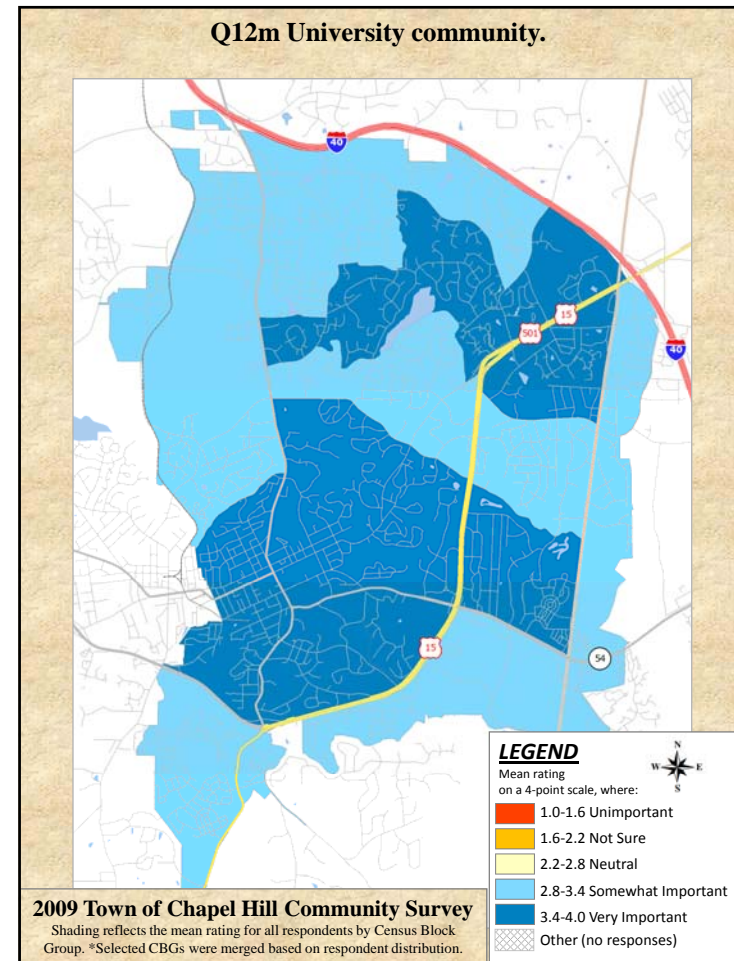 Q12m University community.
40
15
501
40
15
54
LEGEND
N
W E
S
Mean rating
on a 4-point scale, where:
1.0-1.6 Unimportant
1.6-2.2 Not Sure
2.2-2.8 Neutral
2.8-3.4 Somewhat Important
3.4-4.0 Very Important
Other (no responses)
2009 Town of Chapel Hill Community Survey
Shading reflects the mean rating for all respondents by Census Block
Group. *Selected CBGs were merged based on respondent distribution.